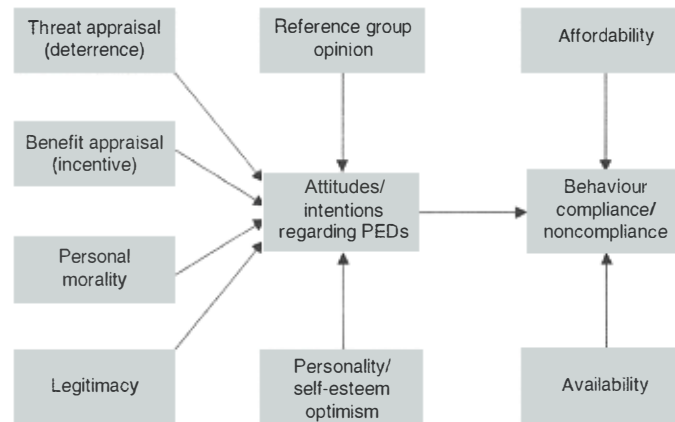 Threat appraisal
(deterrence)
Reference group
opinion
Affordability
Benefit appraisal
(incentive)
Attitudes/
intentions
regarding PEDs
Behaviour
compliance/
noncompliance
Personal
morality
Legitimacy
Personality/
self-esteem
optimism
Availability